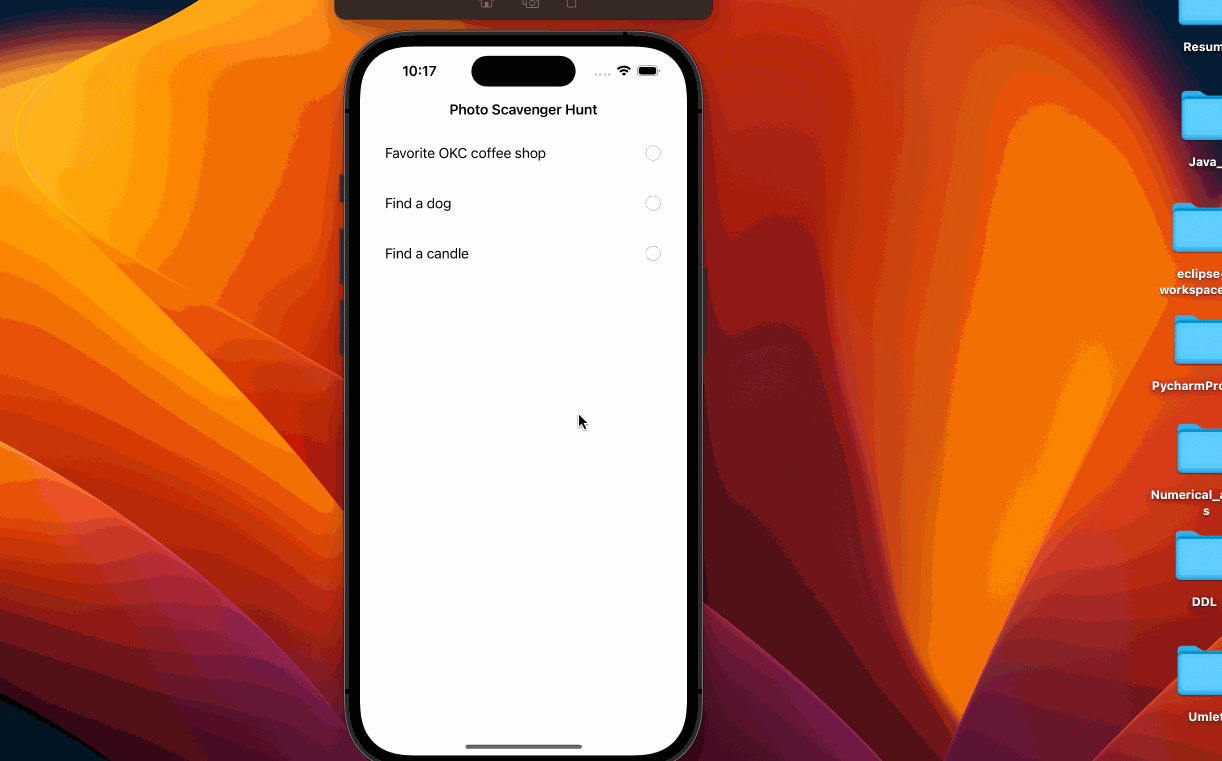 10:17
Photo Scavenger Hunt
Favorite OKC coffee shop
Find a dog
Find a candle
Resum
Java_
eclipse-
workspace
PycharmPro
Numerical_a
s
DDL
Umlet